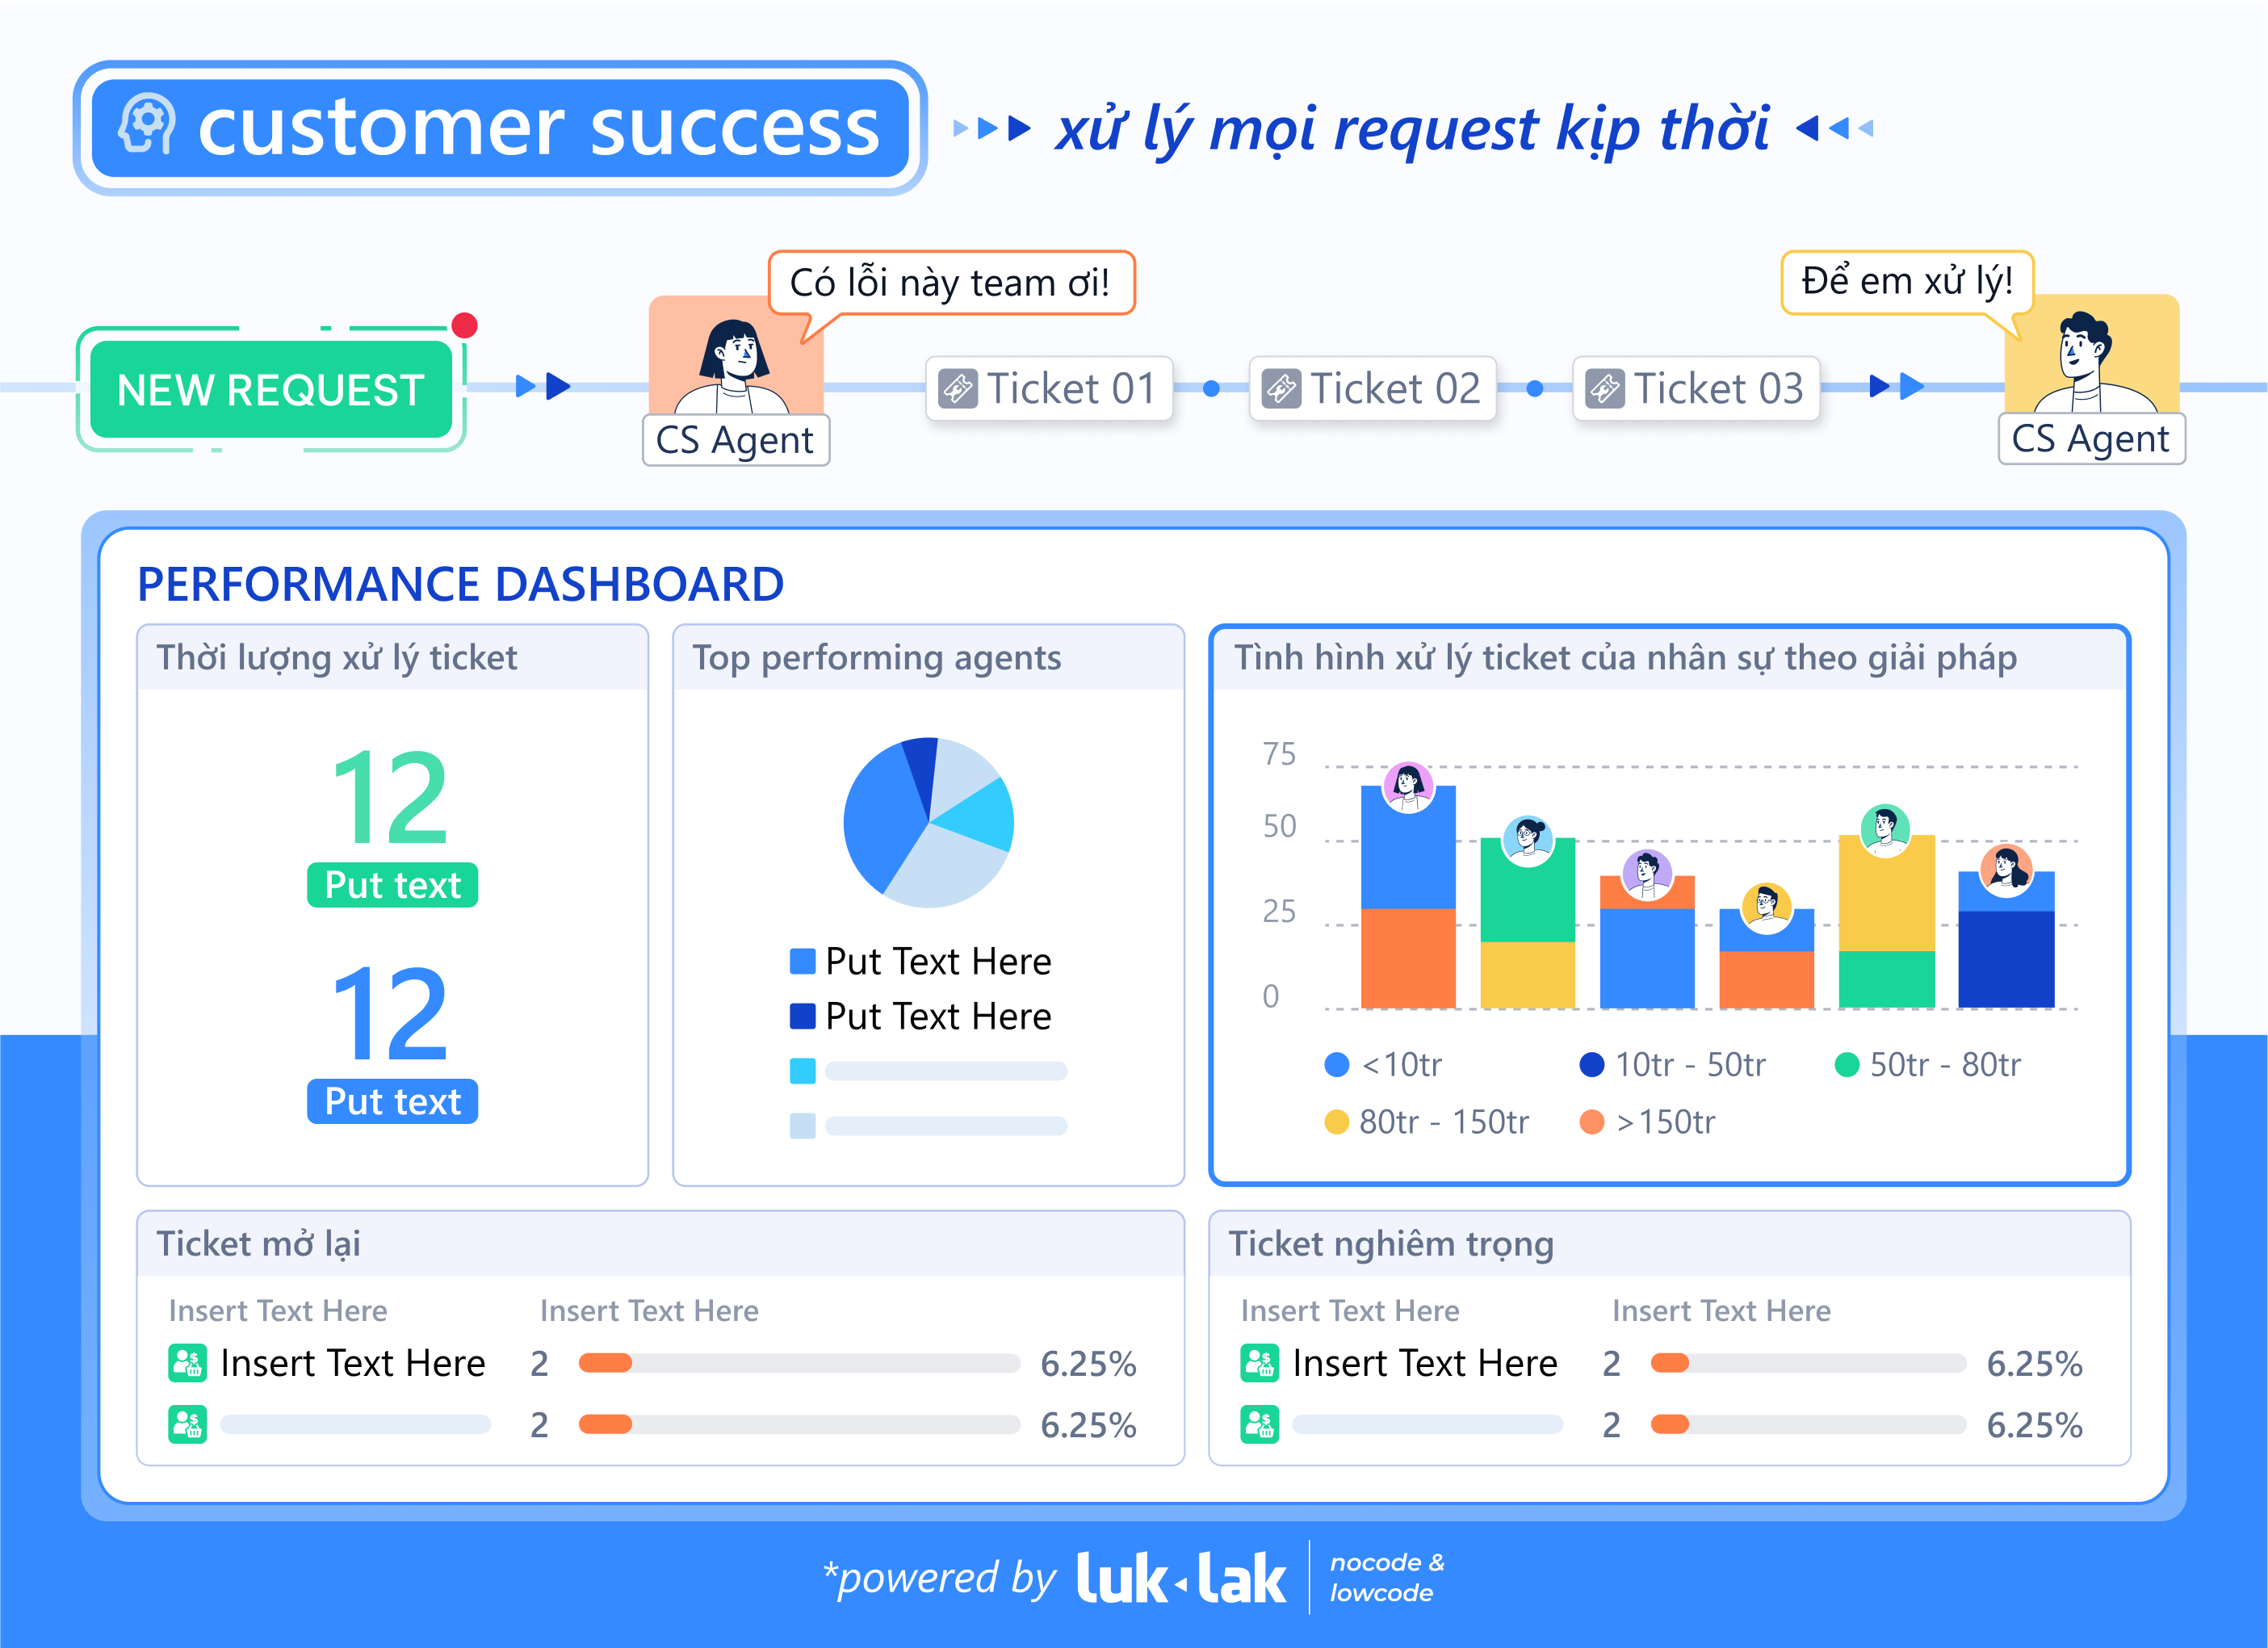 customer success
xử lý mọi request kịp thời
Có lỗi này team ơi!
Để em xử lý!
NEW REQUEST
CS Agent
Ticket 01
Ticket 02
Ticket 03
CS Agent
PERFORMANCE DASHBOARD
Thời lượng xử lý ticket
12
Put text
12
Put text
Top performing agents
Put Text Here
Put Text Here
Tình hình xử lý ticket của nhân sự theo giải pháp
75
50
25
0
<10tr
10tr - 50tr
50tr - 80tr
80tr - 150tr
>150tr
Ticket mở lại
Insert Text Here
Insert Text Here
Insert Text Here
2
6.25%
2
6.25%
Ticket nghiêm trọng
Insert Text Here
Insert Text Here
Insert Text Here
2
6.25%
2
6.25%
*powered by
luk lak
nocode &
lowcode